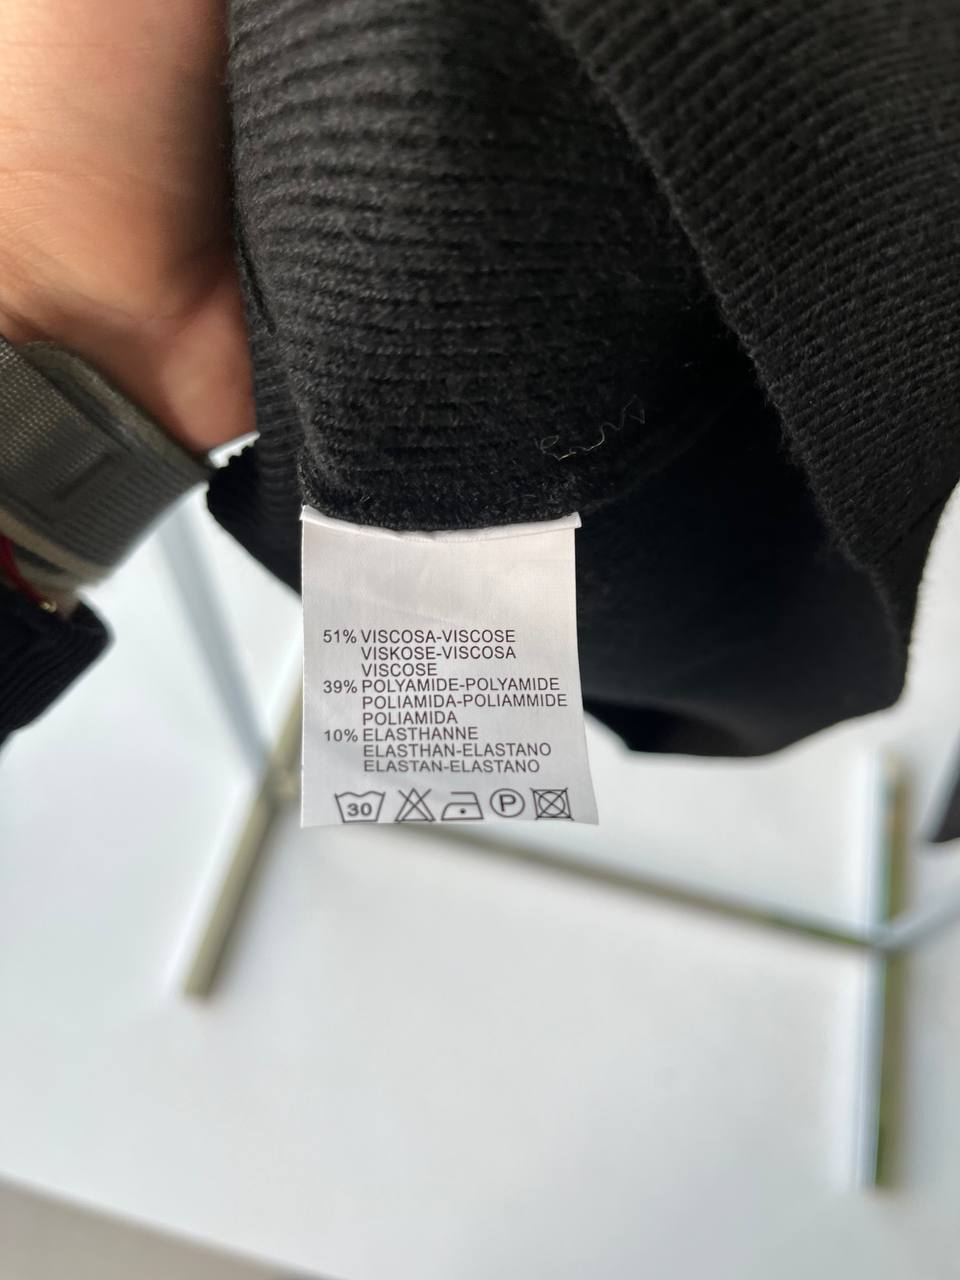 51% VISCOSA-VISCOSE
VISKOSE-VISCOSA
VISCOSE
39% POLYAMIDE-POLYAMIDE
POLIAMIDA-POLIAMMIDE
POLIAMIDA
10% ELASTHANNE
ELASTHAN-ELASTANO
ELASTAN-ELASTANO
30 P